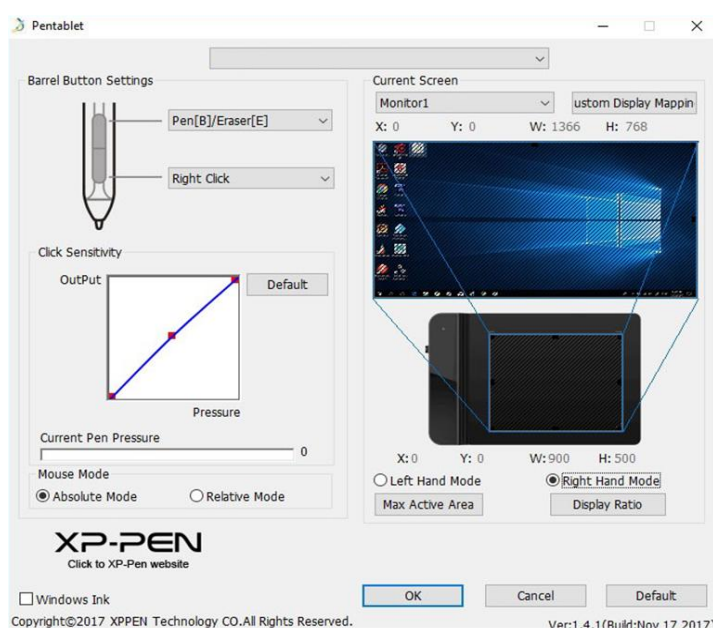 Pentablet
Barrel Button Settings
Pen[B]/Eraser[E]
Right Click
Click Sensitivity
OutPut
Default
Pressure
Current Pen Pressure
0
Mouse Mode
Absolute Mode
Relative Mode
XP-PEN
Click to XP-Pen website
Windows Ink
Copyright©2017 XPPEN Technology CO.All Rights Reserved.
Current Screen
Monitor1
ustom Display Mappin
X: 0 Y: 0 W: 1366 H: 768
X: 0 Y: 0 W: 900 H: 500
Left Hand Mode
Right Hand Mode
Max Active Area
Display Ratio
OK
Cancel
Default
Ver:1.4.1(Build:Nov 17 2017)